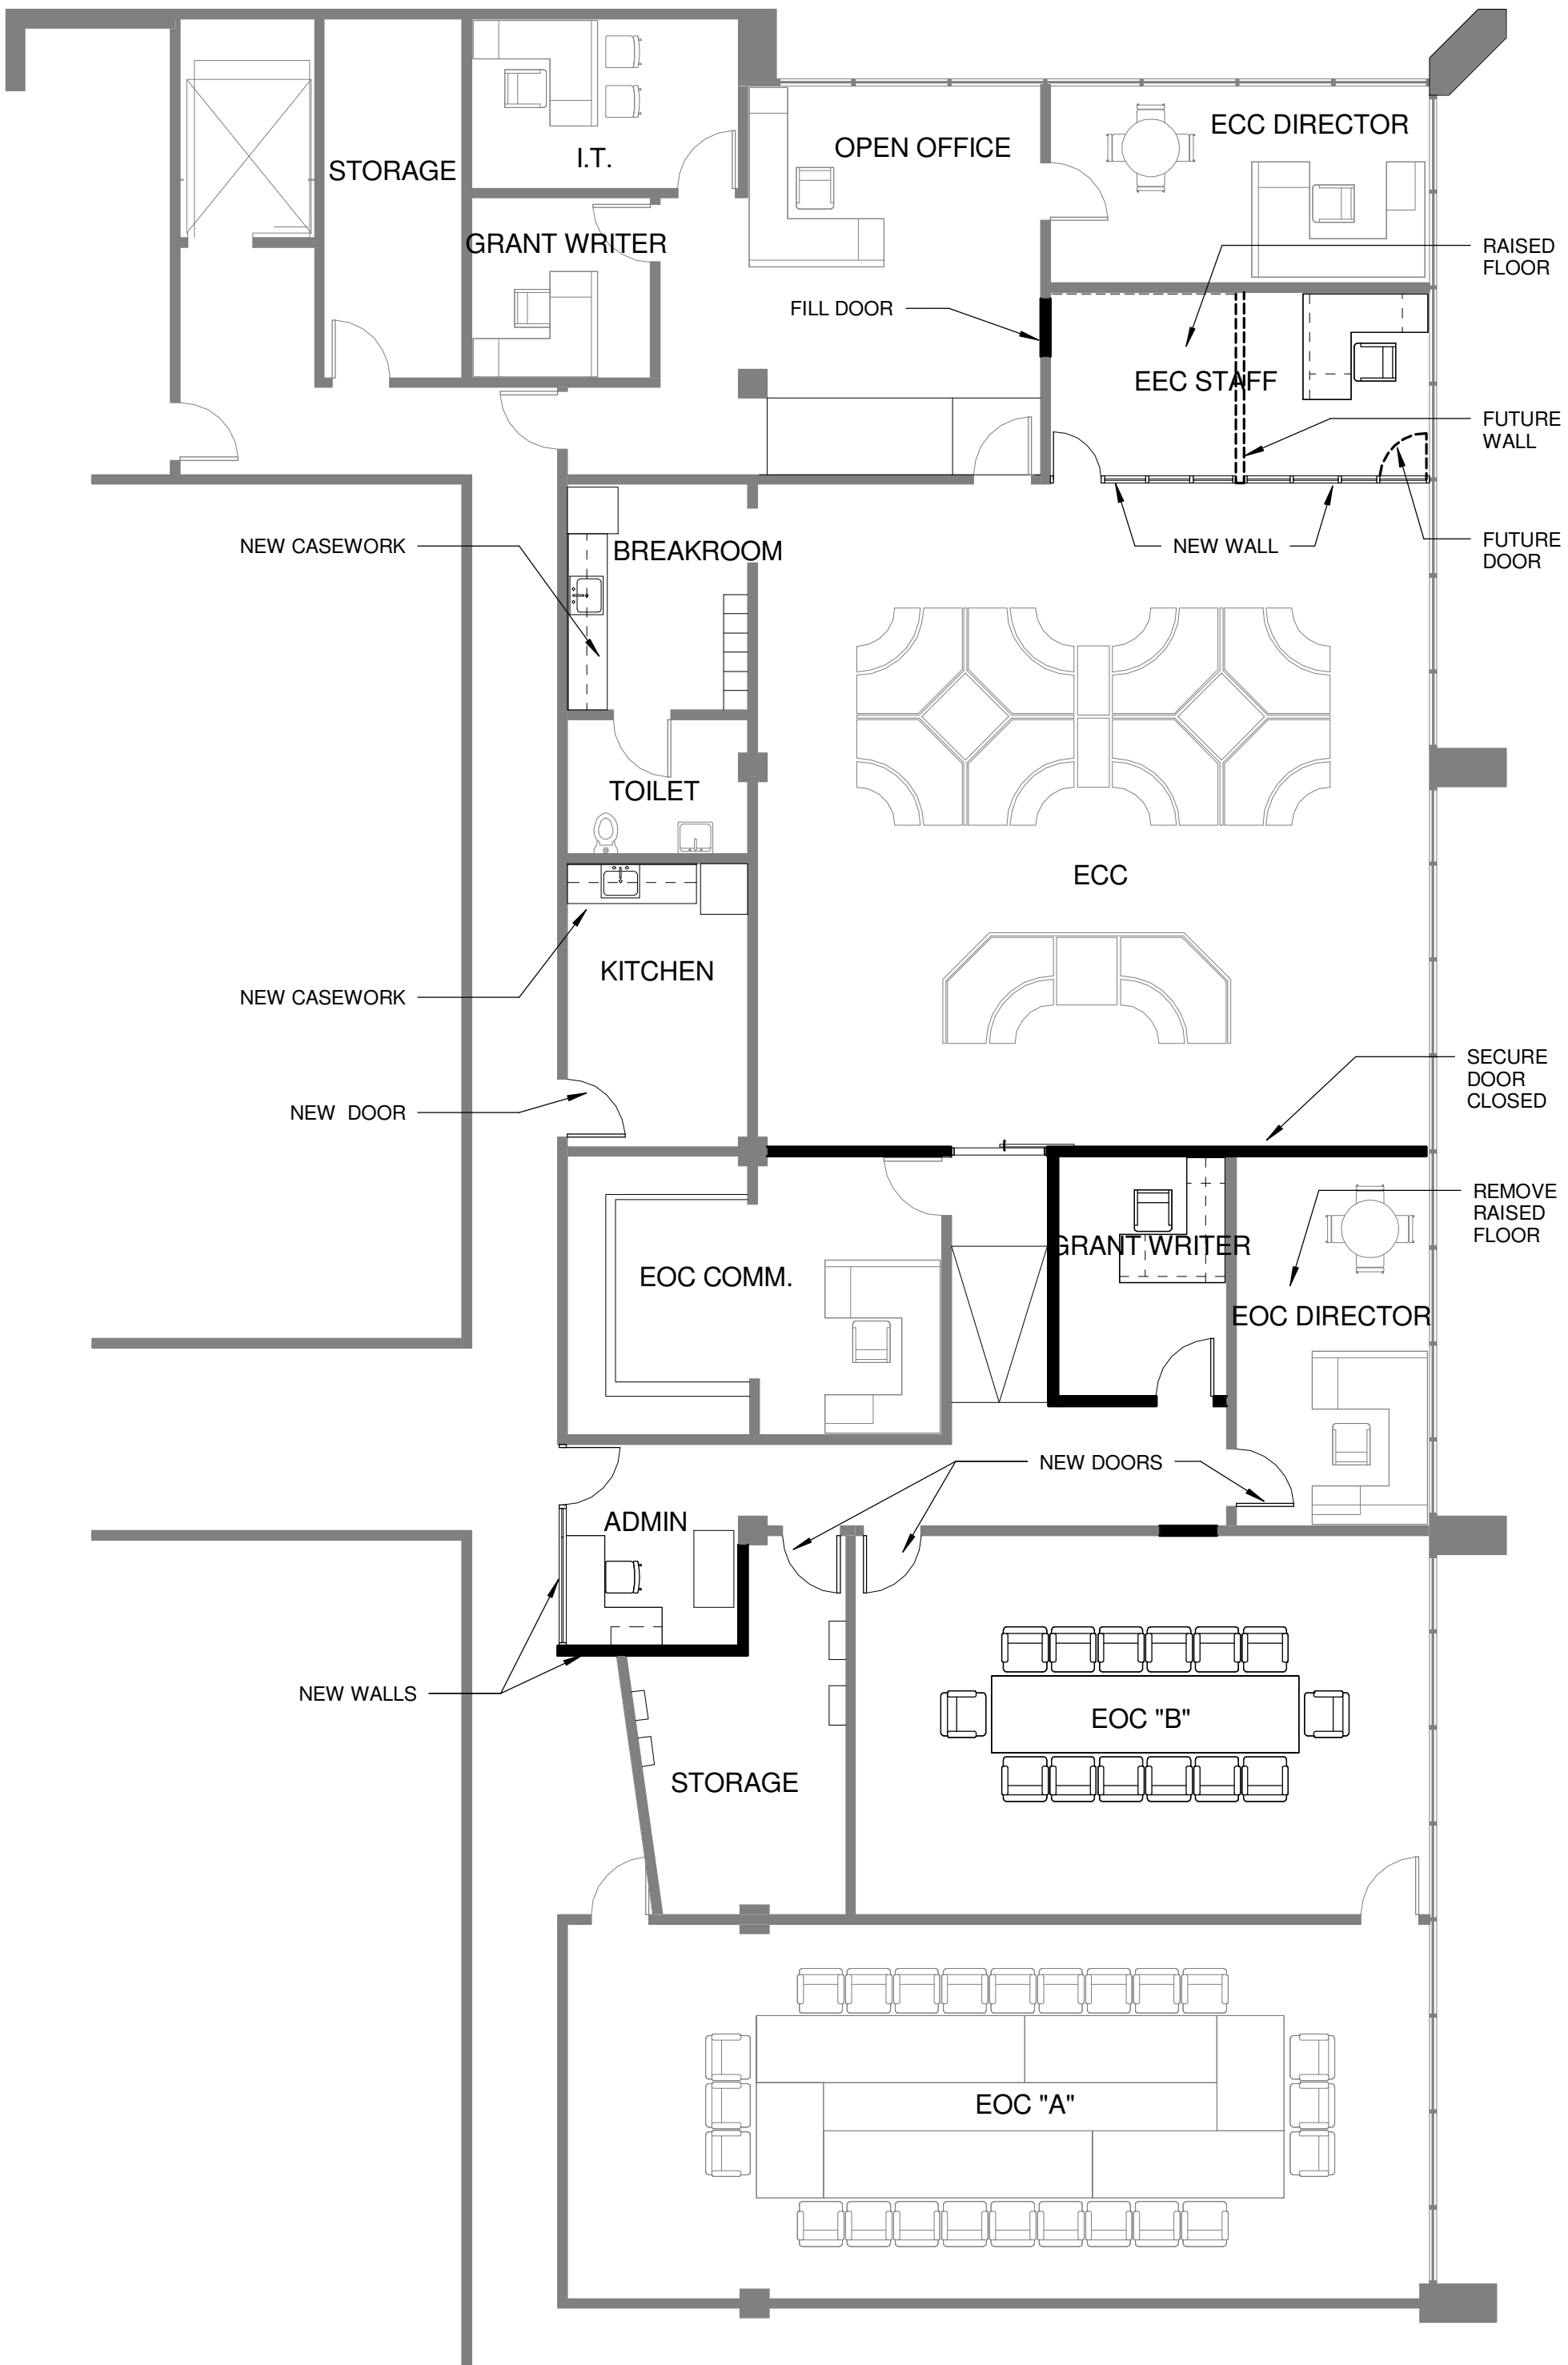 ECC DIRECTOR
OPEN OFFICE
I.T.
STORAGE
GRANT WRITER
RAISED
FLOOR
FILL DOOR
EEC STAFF
FUTURE
WALL
NEW CASEWORK
BREAKROOM
NEW WALL
FUTURE
DOOR
TOILET
ECC
KITCHEN
NEW CASEWORK
SECURE
DOOR
CLOSED
NEW DOOR
REMOVE
RAISED
FLOOR
GRANT WRITER
EOC COMM.
EOC DIRECTOR
NEW DOORS
ADMIN
NEW WALLS
EOC "B"
STORAGE
EOC "A"